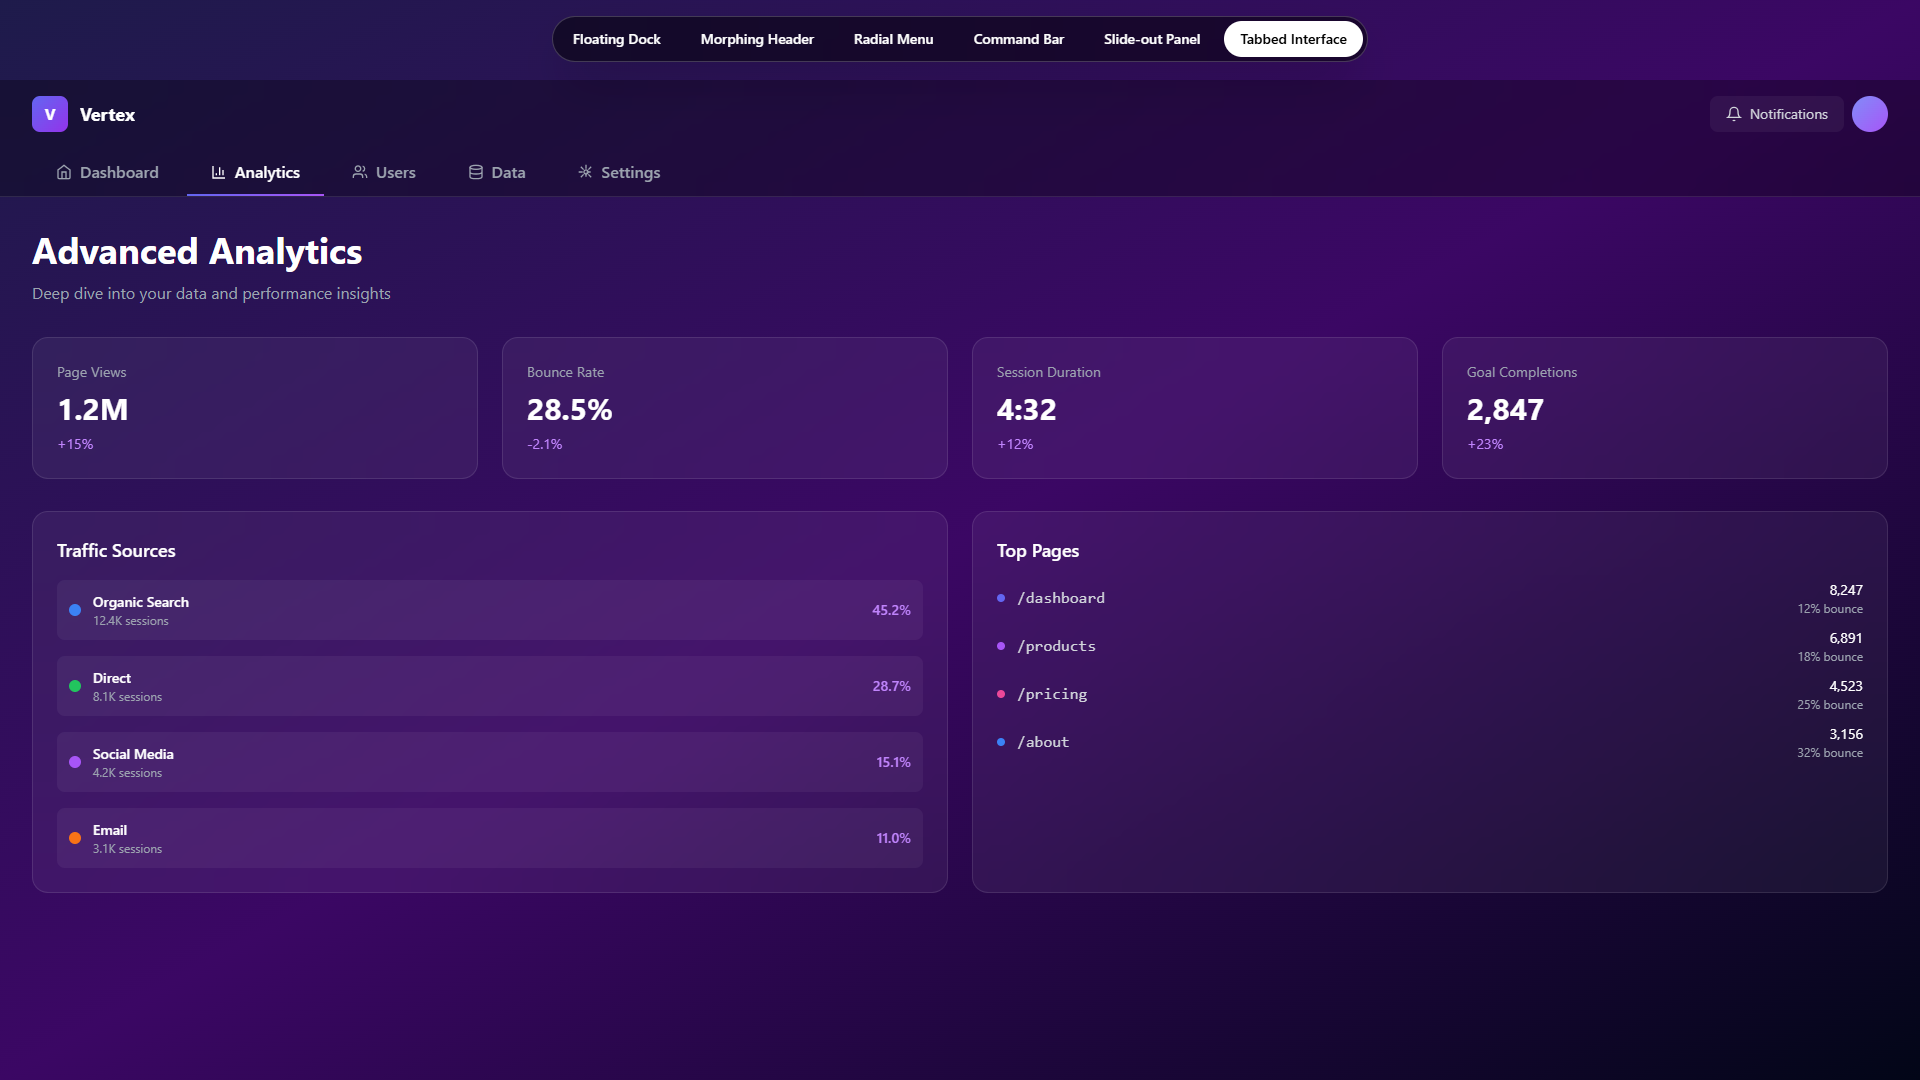 Floating Dock
Morphing Header
Radial Menu
Command Bar
Slide-out Panel
Tabbed Interface
V
Vertex
Notifications
Dashboard
Analytics
Users
Data
Settings
Advanced Analytics
Deep dive into your data and performance insights
Page Views
1.2M
+15%
Bounce Rate
28.5%
-2.1%
Session Duration
4:32
+12%
Goal Completions
2,847
+23%
Traffic Sources
Organic Search
12.4K sessions
45.2%
Direct
8.1K sessions
28.7%
Social Media
4.2K sessions
15.1%
Email
3.1K sessions
11.0%
Top Pages
/dashboard
8,247
12% bounce
/products
6,891
18% bounce
/pricing
4,523
25% bounce
/about
3,156
32% bounce